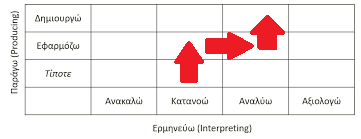 Παράγω (Producing)
Δημιουργώ
Εφαρμόζω
Τίποτε
Ανακαλώ Κατανοώ Αναλύω Αξιολογώ
Ερμηνεύω (Interpreting)